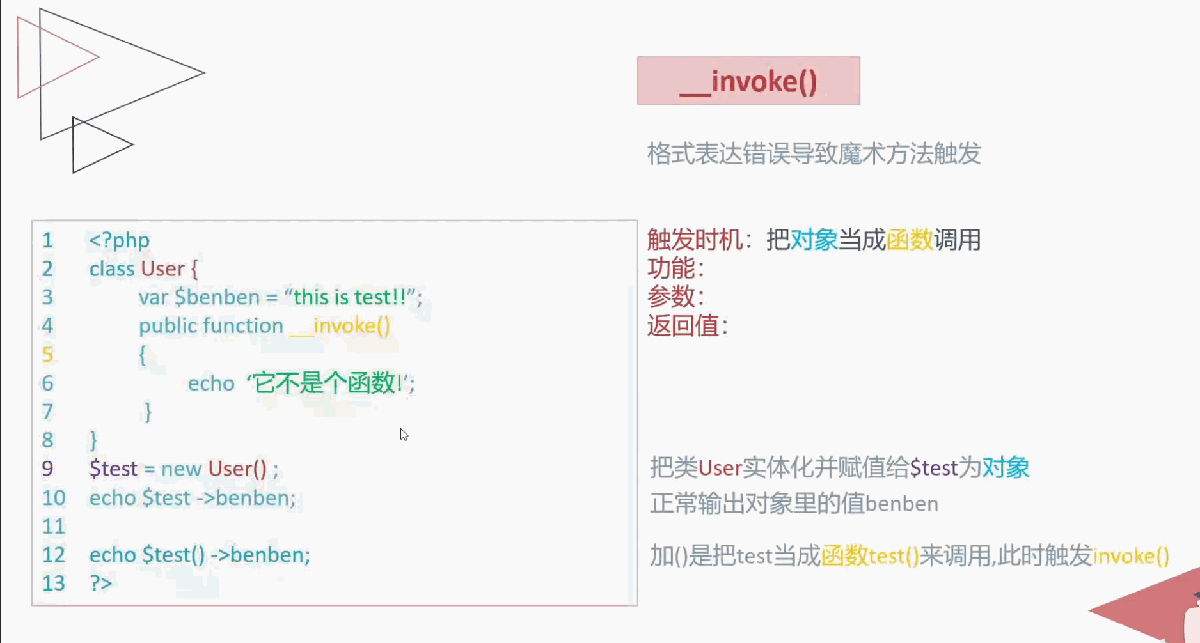 __invoke()
格式表达错误导致魔术方法触发
1 <?php
2 class User {
3 var $benben = “this is test!!”;
4 public function __invoke()
5 {
6 echo ‘它不是个函数!’;
7 }
8 }
9 $test = new User() ;
10 echo $test ->benben;
11
12 echo $test() ->benben;
13 ?>
触发时机：把对象当成函数调用
功能：
参数：
返回值：
把类User实体化并赋值给$test为对象
正常输出对象里的值benben
加()是把test当成函数test()来调用,此时触发invoke()